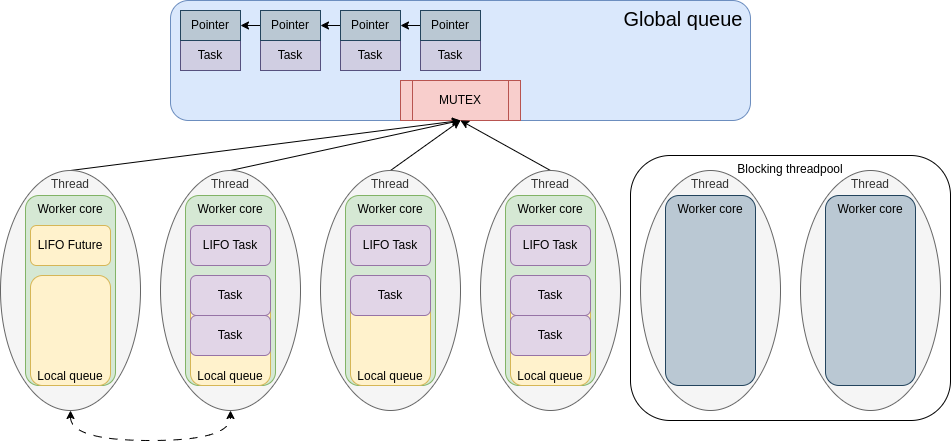 Global queue
Pointer Pointer Pointer Pointer
Task Task Task Task
MUTEX
Blocking threadpool
Thread Thread Thread Thread Thread Thread
Worker core Worker core Worker core Worker core Worker core Worker core
LIFO Future LIFO Task LIFO Task LIFO Task
Task Task Task
Task Task
Local queue Local queue Local queue Local queue